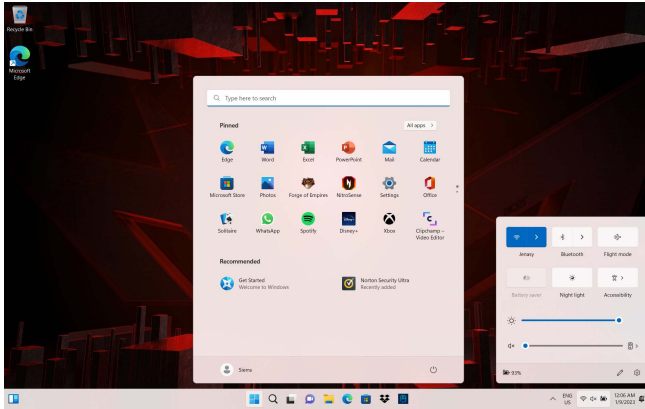 Recycle Bin
Microsoft
Edge
Type here to search
Pinned
All apps >
Edge
Word
Excel
PowerPoint
Mail
Calendar
Microsoft Store
Photos
Forge of Empires
NitroSense
Settings
Office
Solitaire
WhatsApp
Spotify
Disney+
Xbox
Clipchamp –
Video Editor
Recommended
Get Started
Welcome to Windows
Norton Security Ultra
Recently added
Siems
Jenasy
Bluetooth
Flight mode
Battery saver
Night light
Accessibility
93%
ENG
US
12:06 AM
1/9/2023